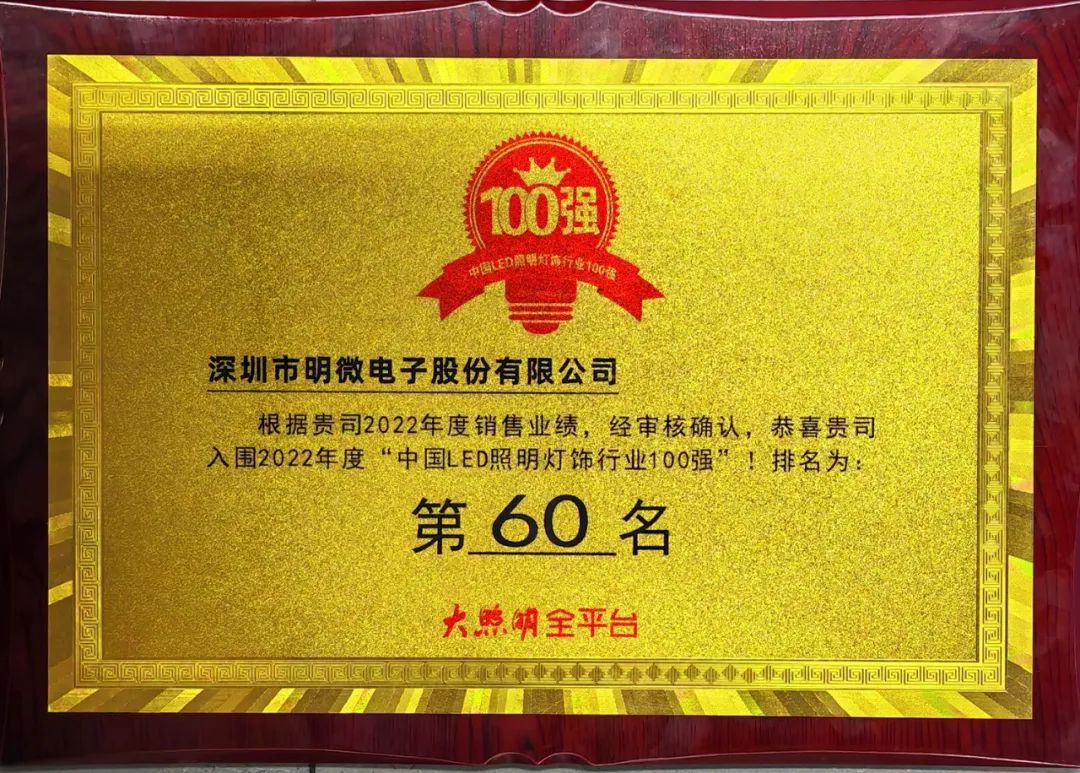 100强
中国LED照明灯饰行业100强
深圳市明微电子股份有限公司
根据贵司2022年度销售业绩，经审核确认，恭喜贵司
入围2022年度“中国LED照明灯饰行业100强”！排名为：
第 60 名
大照明全平台